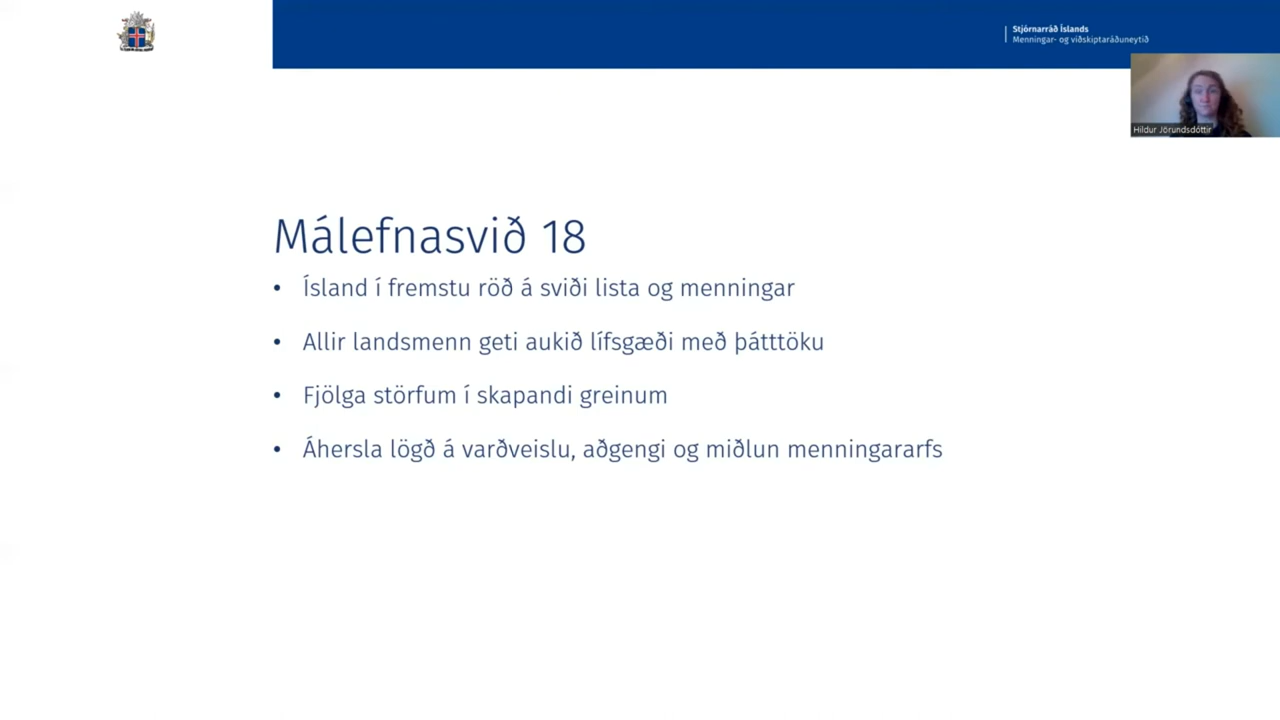 Stjórnarráð Íslands
Menningar- og viðskiptaráðuneytið
Hildur Jörundsdóttir
Málefnasvið 18
• Ísland í fremstu röð á sviði lista og menningar
• Allir landsmenn geti aukið lífsgæði með þátttöku
• Fjölga störfum í skapandi greinum
• Áhersla lögð á varðveislu, aðgengi og miðlun menningararfs